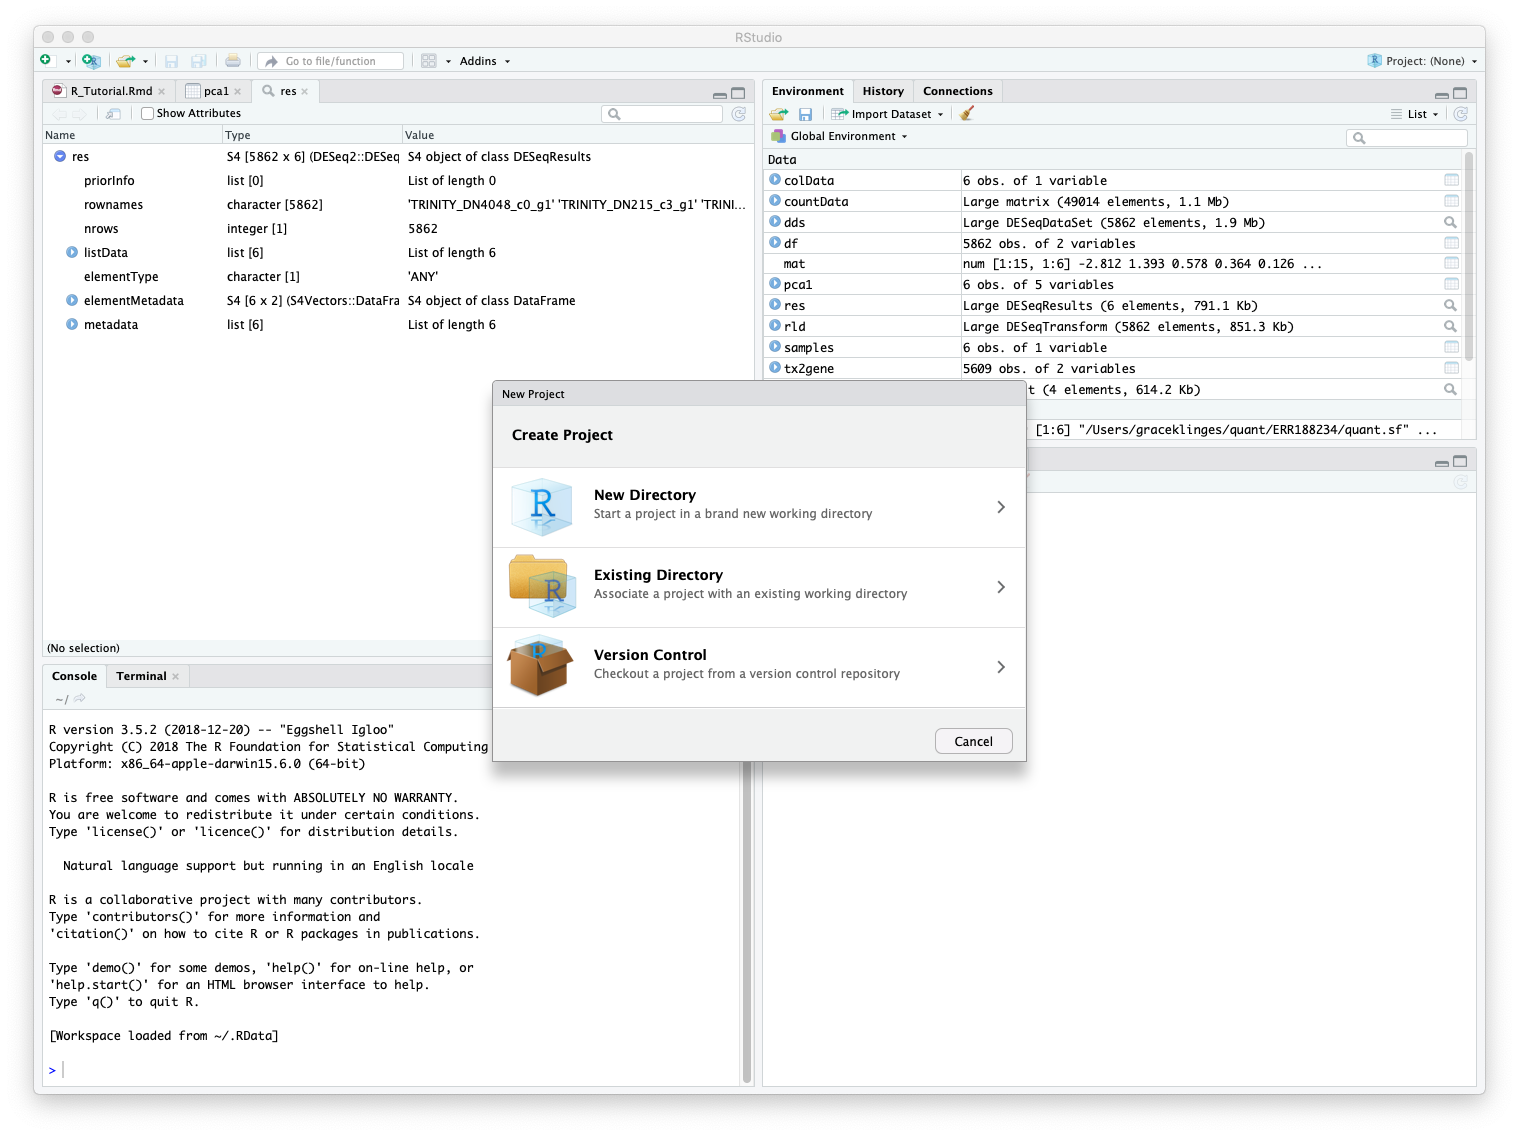 RStudio
Go to file/function
Addins
Project: (None)
R_Tutorial.Rmd
pca1
res
Show Attributes
Name Type Value
res S4 [5862 x 6] (DESeq2::DESeq S4 object of class DESeqResults
priorInfo list [0] List of length 0
rownames character [5862] 'TRINITY_DN4048_c0_g1' 'TRINITY_DN215_c3_g1' 'TRINI...
nrows integer [1] 5862
listData list [6] List of length 6
elementType character [1] 'ANY'
elementMetadata S4 [6 x 2] (S4Vectors::DataFra S4 object of class DataFrame
metadata list [6] List of length 6
(No selection)
Environment History Connections
Import Dataset
List
Global Environment
Data
colData 6 obs. of 1 variable
countData Large matrix (49014 elements, 1.1 Mb)
dds Large DESeqDataSet (5862 elements, 1.9 Mb)
df 5862 obs. of 2 variables
mat num [1:15, 1:6] -2.812 1.393 0.578 0.364 0.126 ...
pca1 6 obs. of 5 variables
res Large DESeqResults (6 elements, 791.1 Kb)
rld Large DESeqTransform (5862 elements, 851.3 Kb)
samples 6 obs. of 1 variable
tx2gene 5609 obs. of 2 variables
t (4 elements, 614.2 Kb)
[1:6] "/Users/graceklinges/quant/ERR188234/quant.sf" ...
New Project
Create Project
New Directory
Start a project in a brand new working directory
Existing Directory
Associate a project with an existing working directory
Version Control
Checkout a project from a version control repository
Cancel
Console Terminal
~/
R version 3.5.2 (2018-12-20) -- "Eggshell Igloo"
Copyright (C) 2018 The R Foundation for Statistical Computing
Platform: x86_64-apple-darwin15.6.0 (64-bit)
R is free software and comes with ABSOLUTELY NO WARRANTY.
You are welcome to redistribute it under certain conditions.
Type 'license()' or 'licence()' for distribution details.
Natural language support but running in an English locale
R is a collaborative project with many contributors.
Type 'contributors()' for more information and
'citation()' on how to cite R or R packages in publications.
Type 'demo()' for some demos, 'help()' for on-line help, or
'help.start()' for an HTML browser interface to help.
Type 'q()' to quit R.
[Workspace loaded from ~/.RData]
>